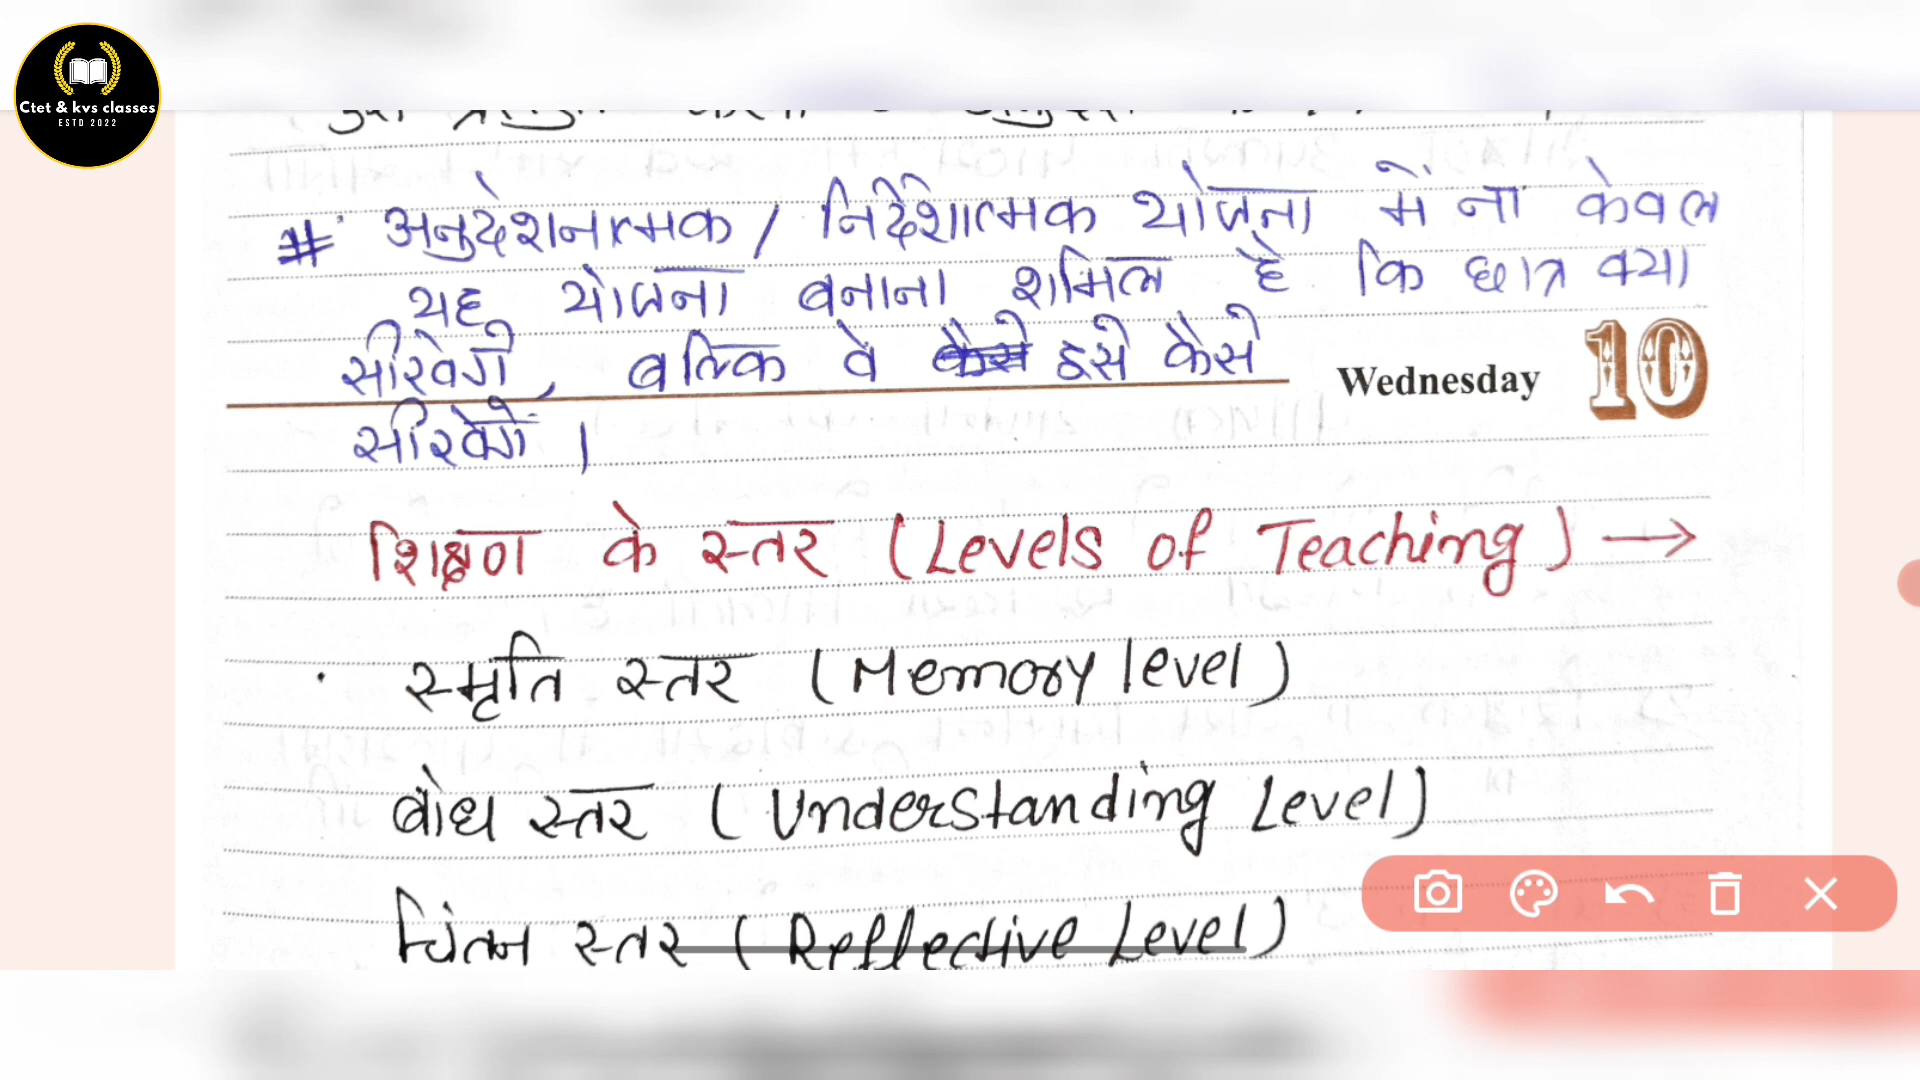 Ctet & kvs classes
ESTD 2022
# अनुदेशनात्मक / निर्देशात्मक योजना में ना केवल
यह योजना बनाना शामिल है कि छात्र क्या
सीखेगें, बल्कि वे इसे कैसे
सीखेगें ।
Wednesday 10
शिक्षण के स्तर (Levels of Teaching) →
· स्मृति स्तर (Memory level)
बोध स्तर (Understanding Level)
चिंतन स्तर (Reflective Level)